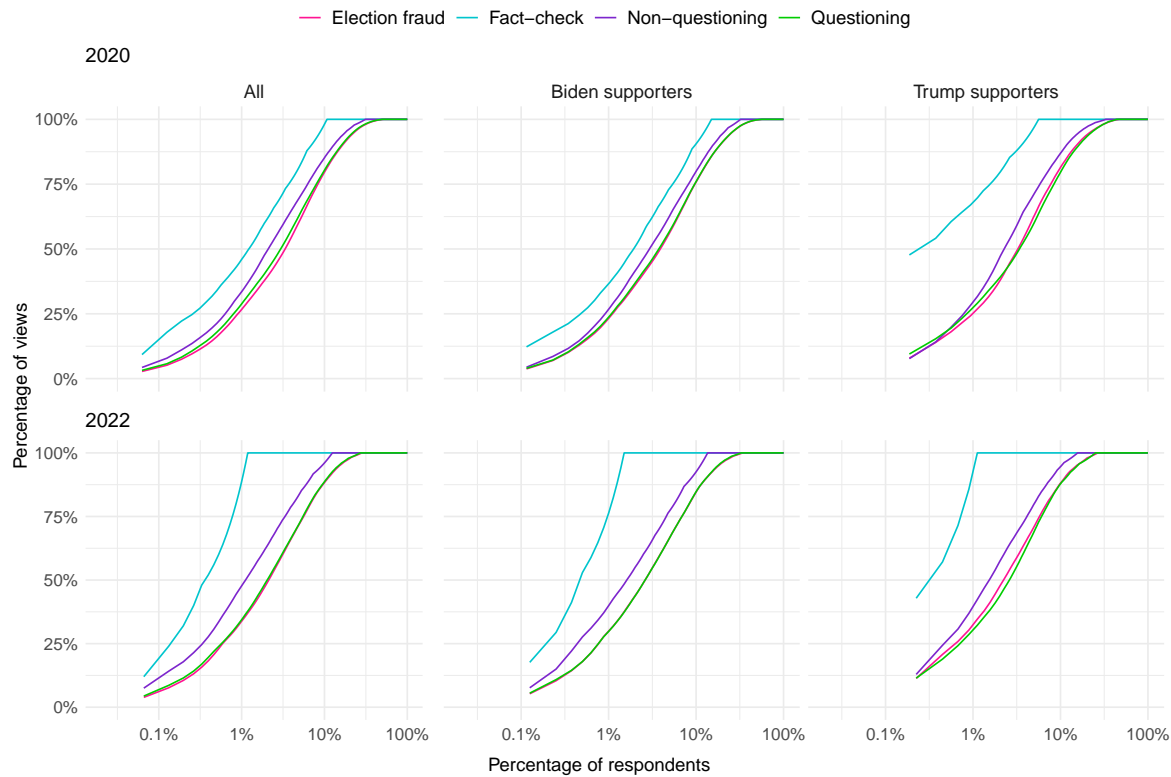 Election fraud Fact−check Non−questioning Questioning
2020
All Biden supporters Trump supporters
100%
75%
50%
25%
0%
Percentage of views
2022
100%
75%
50%
25%
0%
0.1% 1% 10% 100% 0.1% 1% 10% 100% 0.1% 1% 10% 100%
Percentage of respondents